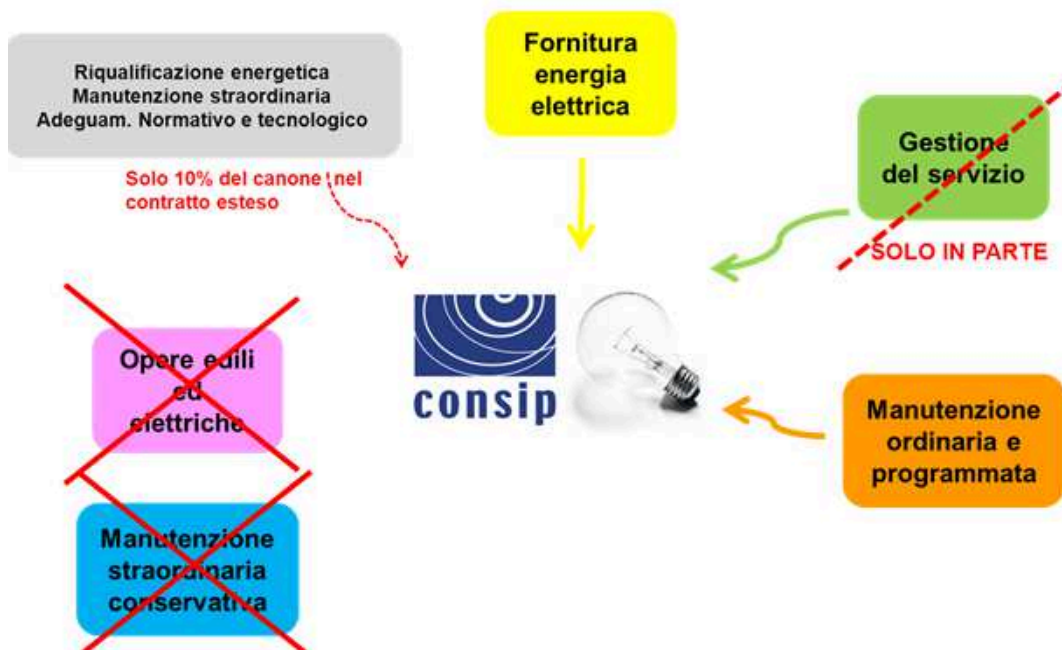 Riqualificazione energetica
Manutenzione straordinaria
Adeguam. Normativo e tecnologico
Solo 10% del canone nel
contratto esteso
Fornitura
energia
elettrica
Gestione
del servizio
SOLO IN PARTE
consip
Opere edili
ed
elettriche
Manutenzione
ordinaria e
programmata
Manutenzione
straordinaria
conservativa